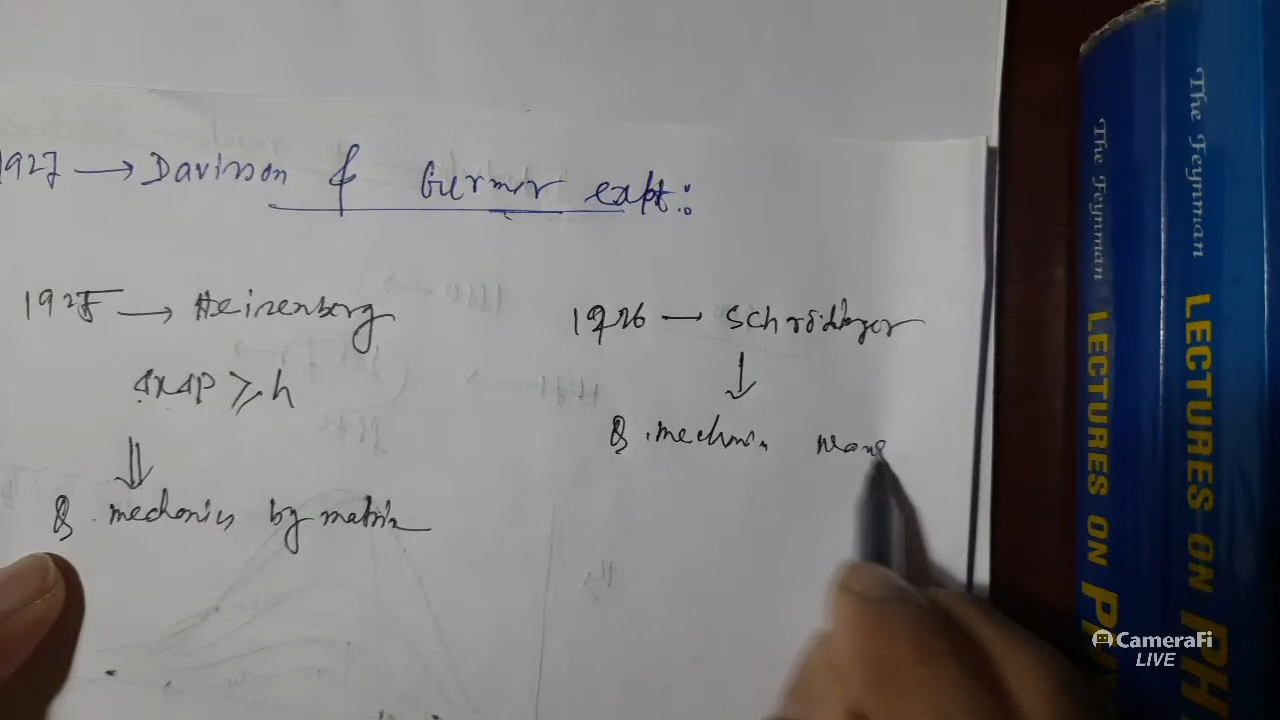 1927 → Davisson & Germer expt:
1925 → Heisenberg
ΔxΔp ≥ h
⇓
Q. mechanics by matrix
1926 → Schrödinger
↓
Q. mechanics
The Feynman
LECTURES ON PH
The Feynman
LECTURES ON PH
CameraFi
LIVE